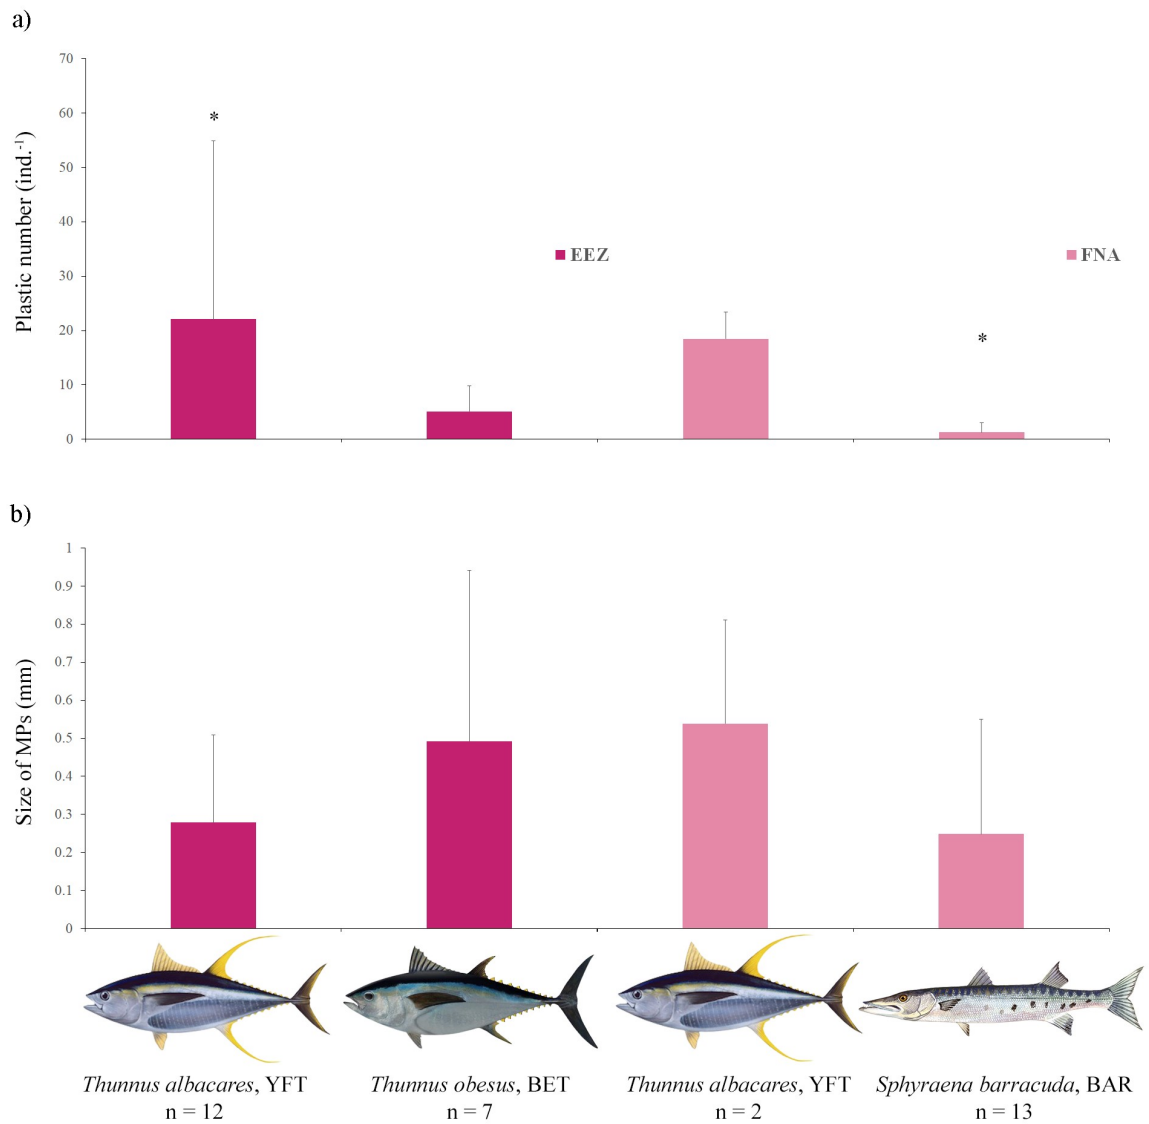 a)
70
60
50
40
30
20
10
0
Plastic number (ind.⁻¹)
*
EEZ
FNA
*
b)
1
0.9
0.8
0.7
0.6
0.5
0.4
0.3
0.2
0.1
0
Size of MPs (mm)
Thunnus albacares, YFT
n = 12
Thunnus obesus, BET
n = 7
Thunnus albacares, YFT
n = 2
Sphyraena barracuda, BAR
n = 13